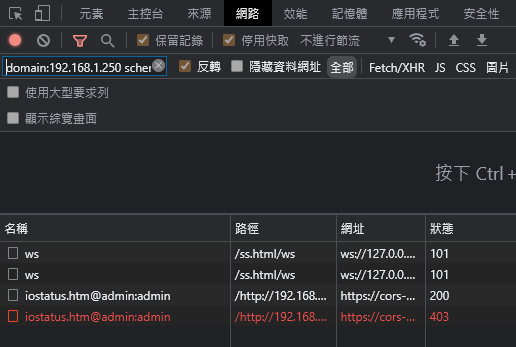 元素 主控台 來源 網路 效能 記憶體 應用程式 安全性
保留記錄 停用快取 不進行節流
domain:192.168.1.250 scher 反轉 隱藏資料網址 全部 Fetch/XHR JS CSS 圖片
使用大型要求列
顯示綜覽畫面
按下 Ctrl +
名稱 路徑 網址 狀態
ws /ss.html/ws ws://127.0.0.... 101
ws /ss.html/ws ws://127.0.0.... 101
iostatus.htm@admin:admin /http://192.168.... https://cors-... 200
iostatus.htm@admin:admin /http://192.168.... https://cors-... 403